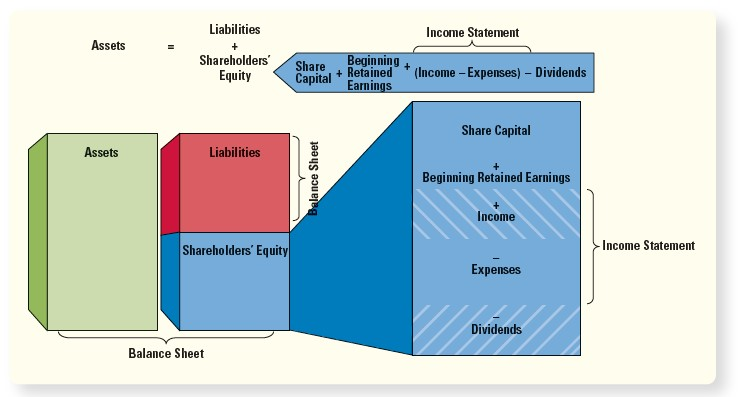 Income Statement
Liabilities
Assets = +
Shareholders'
Equity
Share Capital + Beginning Retained Earnings + (Income – Expenses) – Dividends
Share Capital
Assets
Liabilities
Balance Sheet
+
Beginning Retained Earnings
+
Income
Shareholders' Equity
Income Statement
–
Expenses
–
Dividends
Balance Sheet